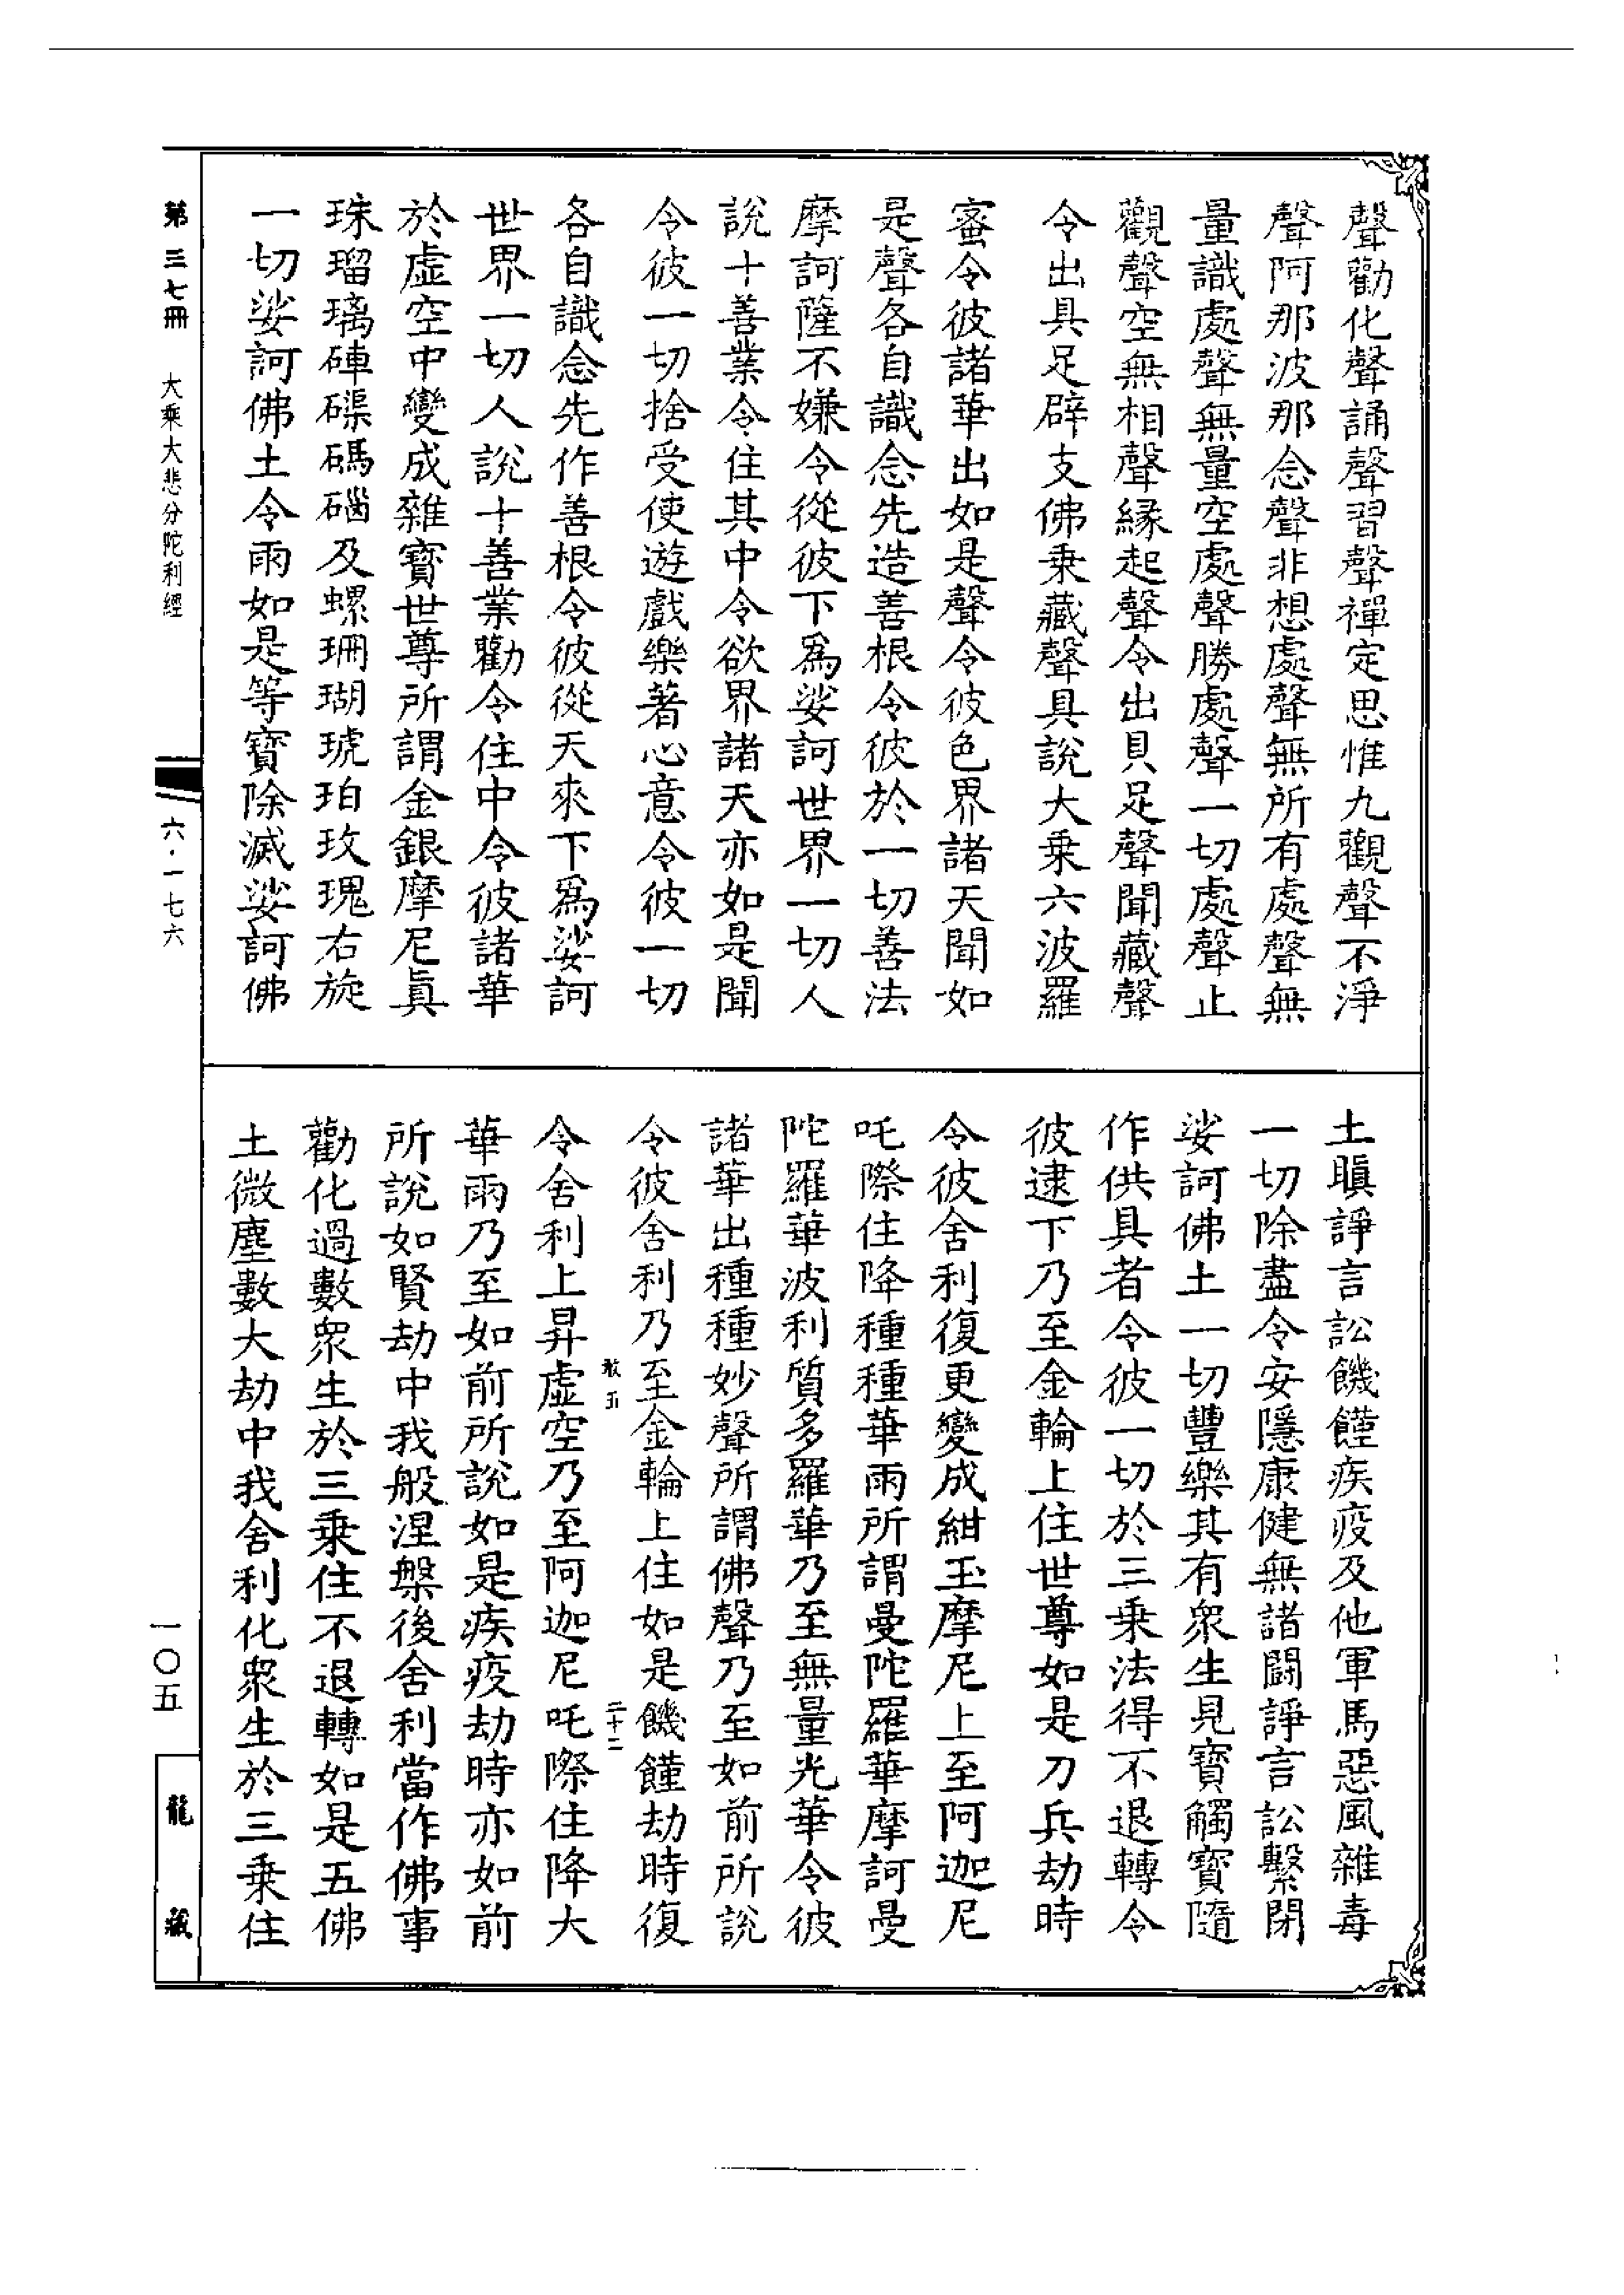 聲勸化聲誦聲習聲禪定思惟九觀聲不淨
聲阿那波那念聲非想處聲無所有處聲無
量識處聲無量空處聲勝處聲一切處聲止
觀聲空無相聲緣起聲令出具足聲聞藏聲
令出具足辟支佛乘藏聲具說大乘六波羅
蜜令彼諸華出如是聲令彼色界諸天聞如
是聲各自識念先造善根令彼於一切善法
摩訶薩不嫌令從彼下為娑訶世界一切人
說十善業令住其中令欲界諸天亦如是聞
令彼一切捨受使遊戲樂著心意令彼一切
各自識念先作善根令彼從天來下為娑訶
世界一切人說十善業勸令住中令彼諸華
於虛空中變成雜寶世尊所謂金銀摩尼真
珠瑠璃硨磲碼碯及螺珊瑚琥珀玫瑰右旋
一切娑訶佛土令雨如是等寶除滅娑訶佛
土瞋諍言訟饑饉疾疫及他軍馬惡風雜毒
一切除盡令安隱康健無諸鬪諍言訟繫閉
娑訶佛土一切豐樂其有眾生見寶觸寶隨
作供具者令彼一切於三乘法得不退轉令
彼逮下乃至金輪上住世尊如是刀兵劫時
令彼舍利復更變成紺玉摩尼上至阿迦尼
吒際住降種種華雨所謂曼陀羅華摩訶曼
陀羅華波利質多羅華乃至無量光華令彼
諸華出種種妙聲所謂佛聲乃至如前所說
令彼舍利乃至金輪上住如是饑饉劫時復
敢五
二十二
令舍利上昇虛空乃至阿迦尼吒際住降大
華雨乃至如前所說如是疾疫劫時亦如前
所說如賢劫中我般涅槃後舍利當作佛事
勸化過數眾生於三乘住不退轉如是五佛
土微塵數大劫中我舍利化眾生於三乘住
第三七冊
大乘大悲分陀利經
六·一七六
一〇五
龍藏